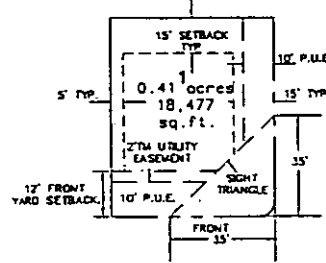 15' SETBACK
TYP.
10' P.U.E.
1
0.41 acres
18,477
sq.ft.
5' TYP.
15' TYP.
2'TM UTILITY
EASEMENT
35'
12' FRONT
YARD SETBACK
10' P.U.E.
SIGHT
TRIANGLE
FRONT
35'